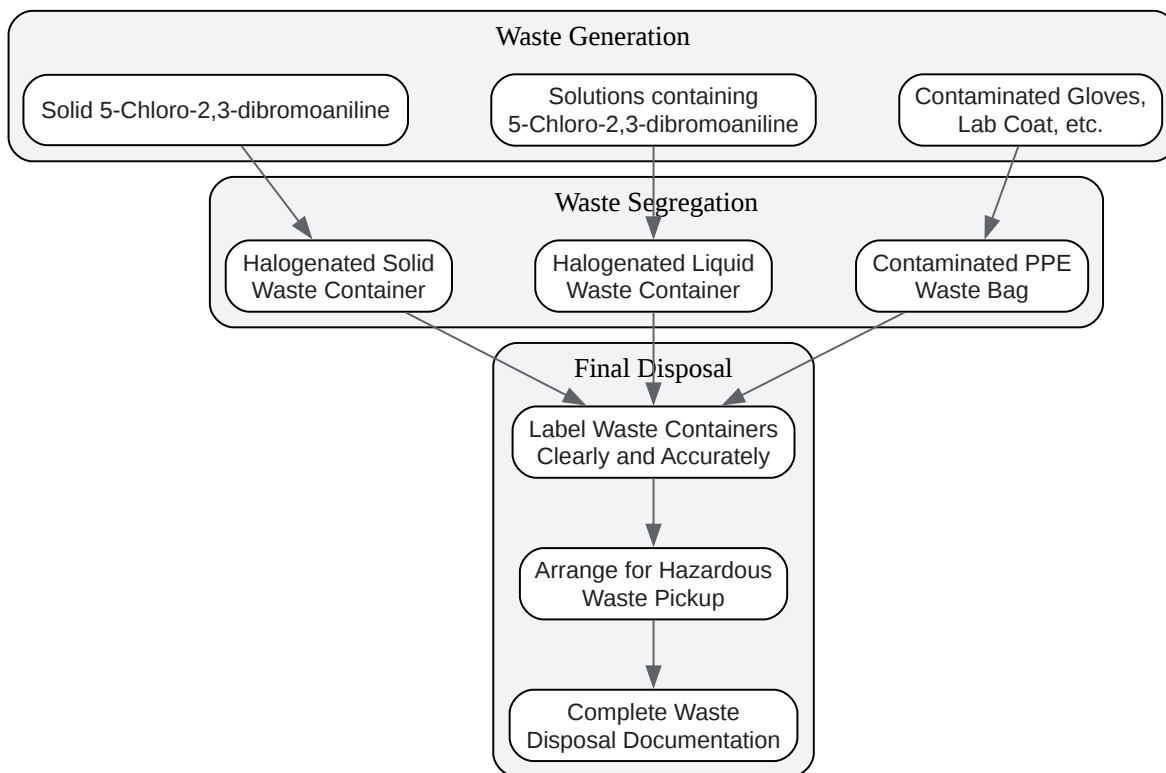 Waste Generation
Solid 5-Chloro-2,3-dibromoaniline
Solutions containing
5-Chloro-2,3-dibromoaniline
Contaminated Gloves,
Lab Coat, etc.
Waste Segregation
Halogenated Solid
Waste Container
Halogenated Liquid
Waste Container
Contaminated PPE
Waste Bag
Final Disposal
Label Waste Containers
Clearly and Accurately
Arrange for Hazardous
Waste Pickup
Complete Waste
Disposal Documentation